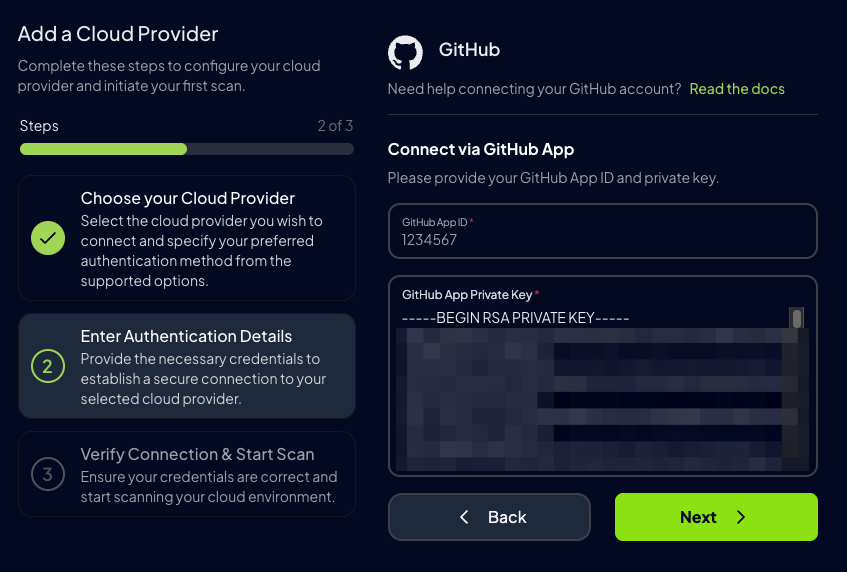 Add a Cloud Provider
Complete these steps to configure your cloud
provider and initiate your first scan.
Steps
2 of 3
Choose your Cloud Provider
Select the cloud provider you wish to
connect and specify your preferred
authentication method from the
supported options.
2
Enter Authentication Details
Provide the necessary credentials to
establish a secure connection to your
selected cloud provider.
3
Verify Connection & Start Scan
Ensure your credentials are correct and
start scanning your cloud environment.
GitHub
Need help connecting your GitHub account? Read the docs
Connect via GitHub App
Please provide your GitHub App ID and private key.
GitHub App ID *
1234567
GitHub App Private Key *
-----BEGIN RSA PRIVATE KEY-----
Back
Next